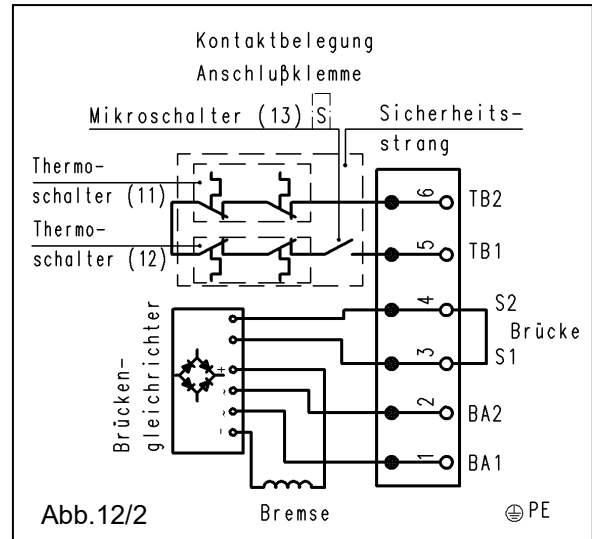 Kontaktbelegung
Anschlußklemme
Mikroschalter (13) S
Sicherheits-
strang
Thermo-
schalter (11)
Thermo-
schalter (12)
6 TB2
5 TB1
4 S2
Brücke
3 S1
2 BA2
1 BA1
Brücken-
gleichrichter
+
~
~
-
Bremse
PE
Abb.12/2